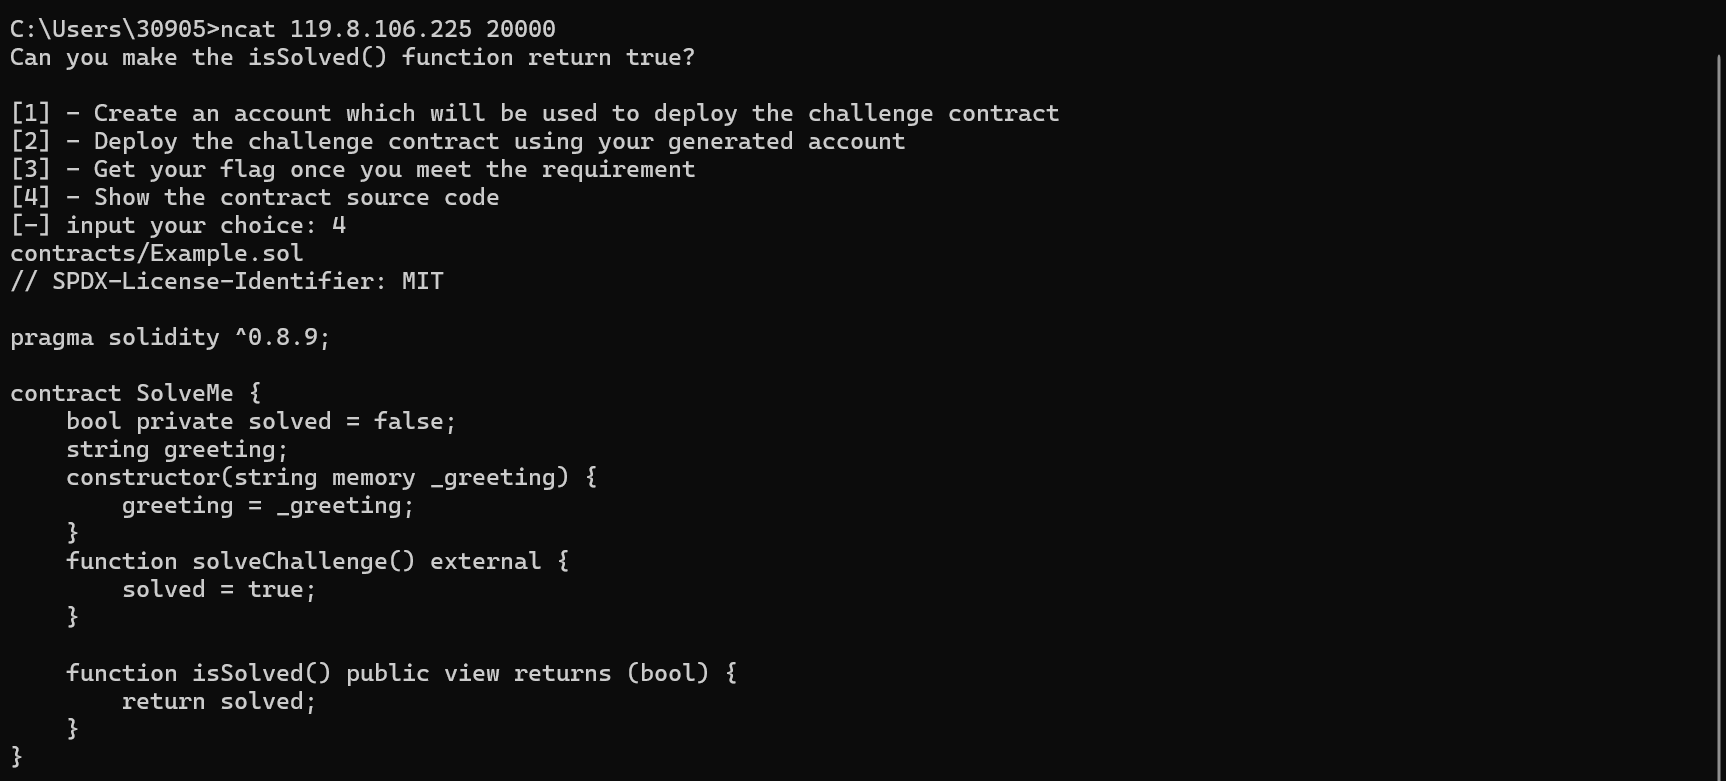 C:\Users\30905>ncat 119.8.106.225 20000
Can you make the isSolved() function return true?

[1] - Create an account which will be used to deploy the challenge contract
[2] - Deploy the challenge contract using your generated account
[3] - Get your flag once you meet the requirement
[4] - Show the contract source code
[-] input your choice: 4
contracts/Example.sol
// SPDX-License-Identifier: MIT

pragma solidity ^0.8.9;

contract SolveMe {
    bool private solved = false;
    string greeting;
    constructor(string memory _greeting) {
        greeting = _greeting;
    }
    function solveChallenge() external {
        solved = true;
    }

    function isSolved() public view returns (bool) {
        return solved;
    }
}